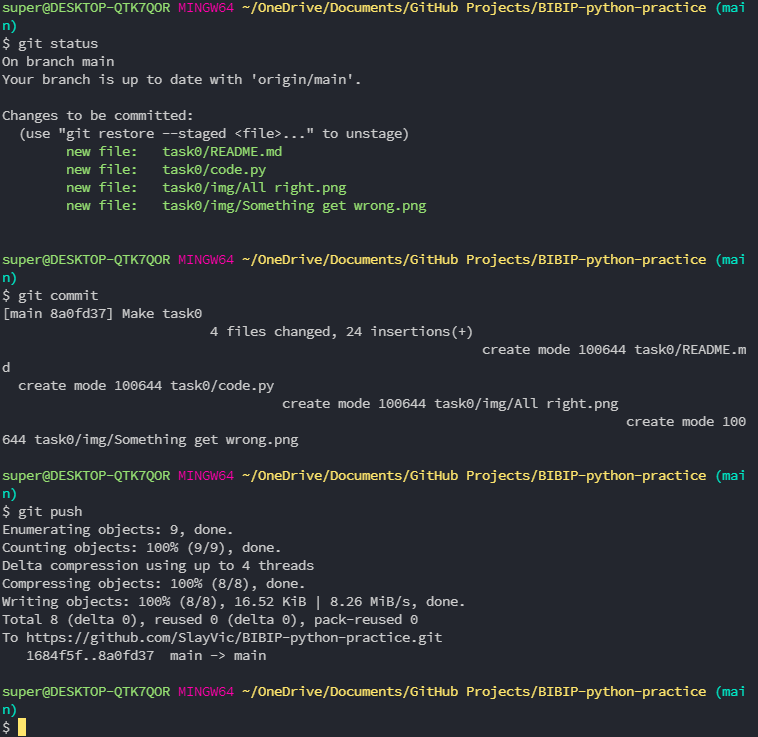 super@DESKTOP-QTK7QOR MINGW64 ~/OneDrive/Documents/GitHub Projects/BIBIP-python-practice (mai
n)
$ git status
On branch main
Your branch is up to date with 'origin/main'.
Changes to be committed:
  (use "git restore --staged <file>..." to unstage)
        new file:   task0/README.md
        new file:   task0/code.py
        new file:   task0/img/All right.png
        new file:   task0/img/Something get wrong.png
super@DESKTOP-QTK7QOR MINGW64 ~/OneDrive/Documents/GitHub Projects/BIBIP-python-practice (mai
n)
$ git commit
[main 8a0fd37] Make task0
                          4 files changed, 24 insertions(+)
                                                            create mode 100644 task0/README.m
d
  create mode 100644 task0/code.py
                                   create mode 100644 task0/img/All right.png
                                                                              create mode 100
644 task0/img/Something get wrong.png
super@DESKTOP-QTK7QOR MINGW64 ~/OneDrive/Documents/GitHub Projects/BIBIP-python-practice (mai
n)
$ git push
Enumerating objects: 9, done.
Counting objects: 100% (9/9), done.
Delta compression using up to 4 threads
Compressing objects: 100% (8/8), done.
Writing objects: 100% (8/8), 16.52 KiB | 8.26 MiB/s, done.
Total 8 (delta 0), reused 0 (delta 0), pack-reused 0
To https://github.com/SlayVic/BIBIP-python-practice.git
   1684f5f..8a0fd37  main -> main
super@DESKTOP-QTK7QOR MINGW64 ~/OneDrive/Documents/GitHub Projects/BIBIP-python-practice (mai
n)
$